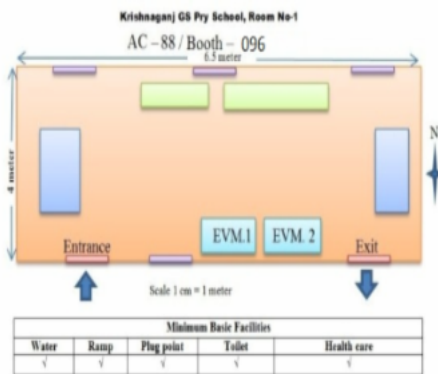 Krishnaganj GS Pry School, Room No-1
AC – 88 / Booth – 096
6.5 meter
4 meter
N
EVM.1 EVM. 2
Entrance Exit
Scale 1 cm = 1 meter
Minimum Basic Facilities
Water Ramp Plug point Toilet Health care
√ √ √ √ √